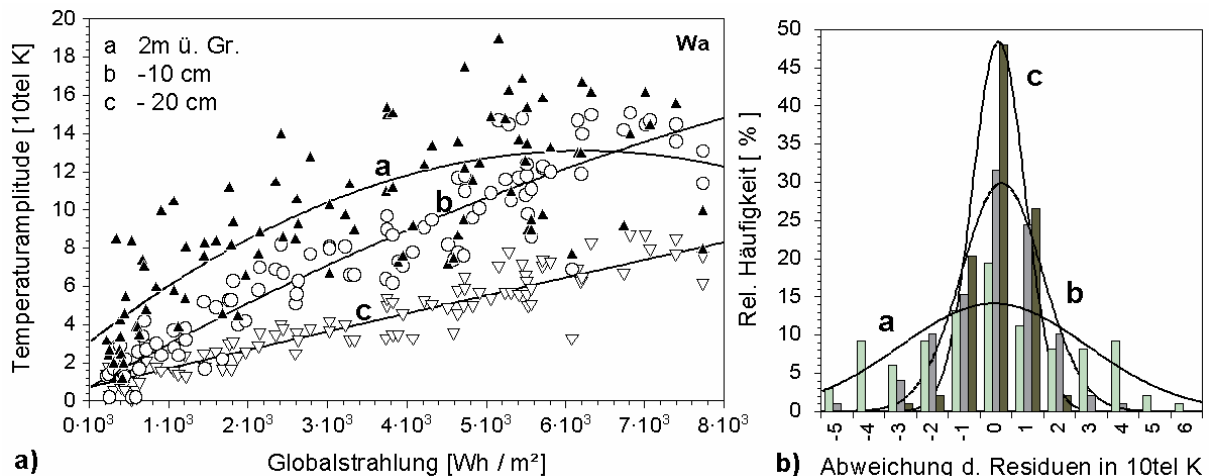 20
18
16
14
12
10
8
6
4
2
0
Temperaturamplitude [10tel K]
a 2m ü. Gr.
b -10 cm
c - 20 cm
Wa
a
b
c
0·10³ 1·10³ 2·10³ 3·10³ 4·10³ 5·10³ 6·10³ 7·10³ 8·10³
a) Globalstrahlung [Wh / m²]
50
45
40
35
30
25
20
15
10
5
0
Rel. Häufigkeit [ % ]
c
b
a
-5 -4 -3 -2 -1 0 1 2 3 4 5 6
b) Abweichung d. Residuen in 10tel K